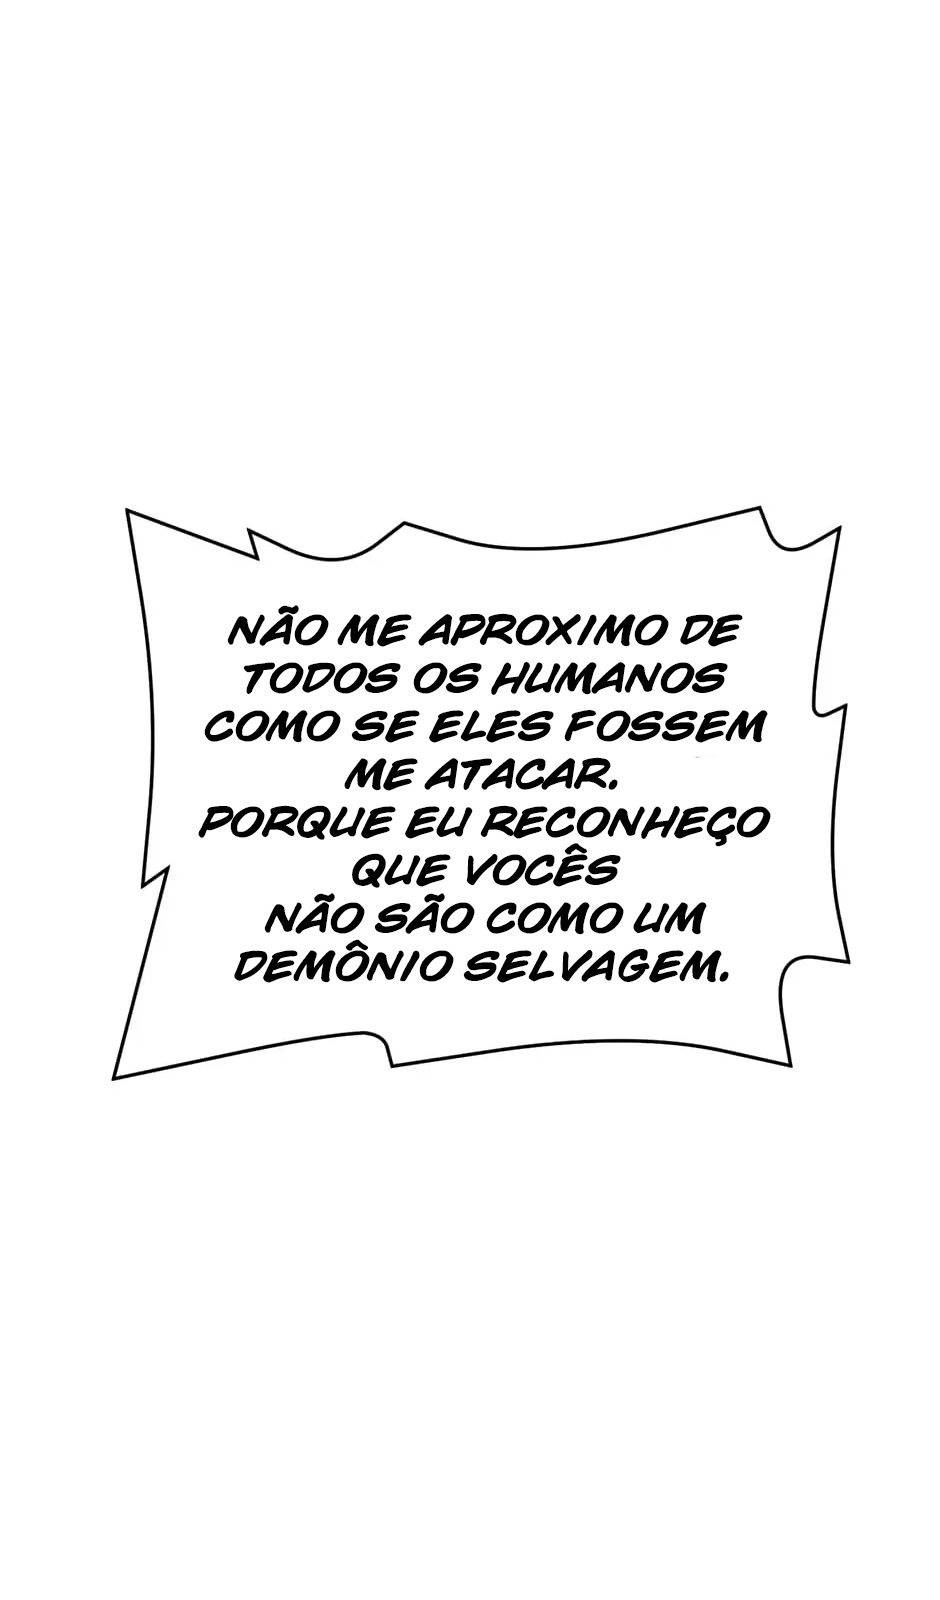 NÃO ME APROXIMO DE
TODOS OS HUMANOS
COMO SE ELES FOSSEM
ME ATACAR.
PORQUE EU RECONHEÇO
QUE VOCÊS
NÃO SÃO COMO UM
DEMÔNIO SELVAGEM.